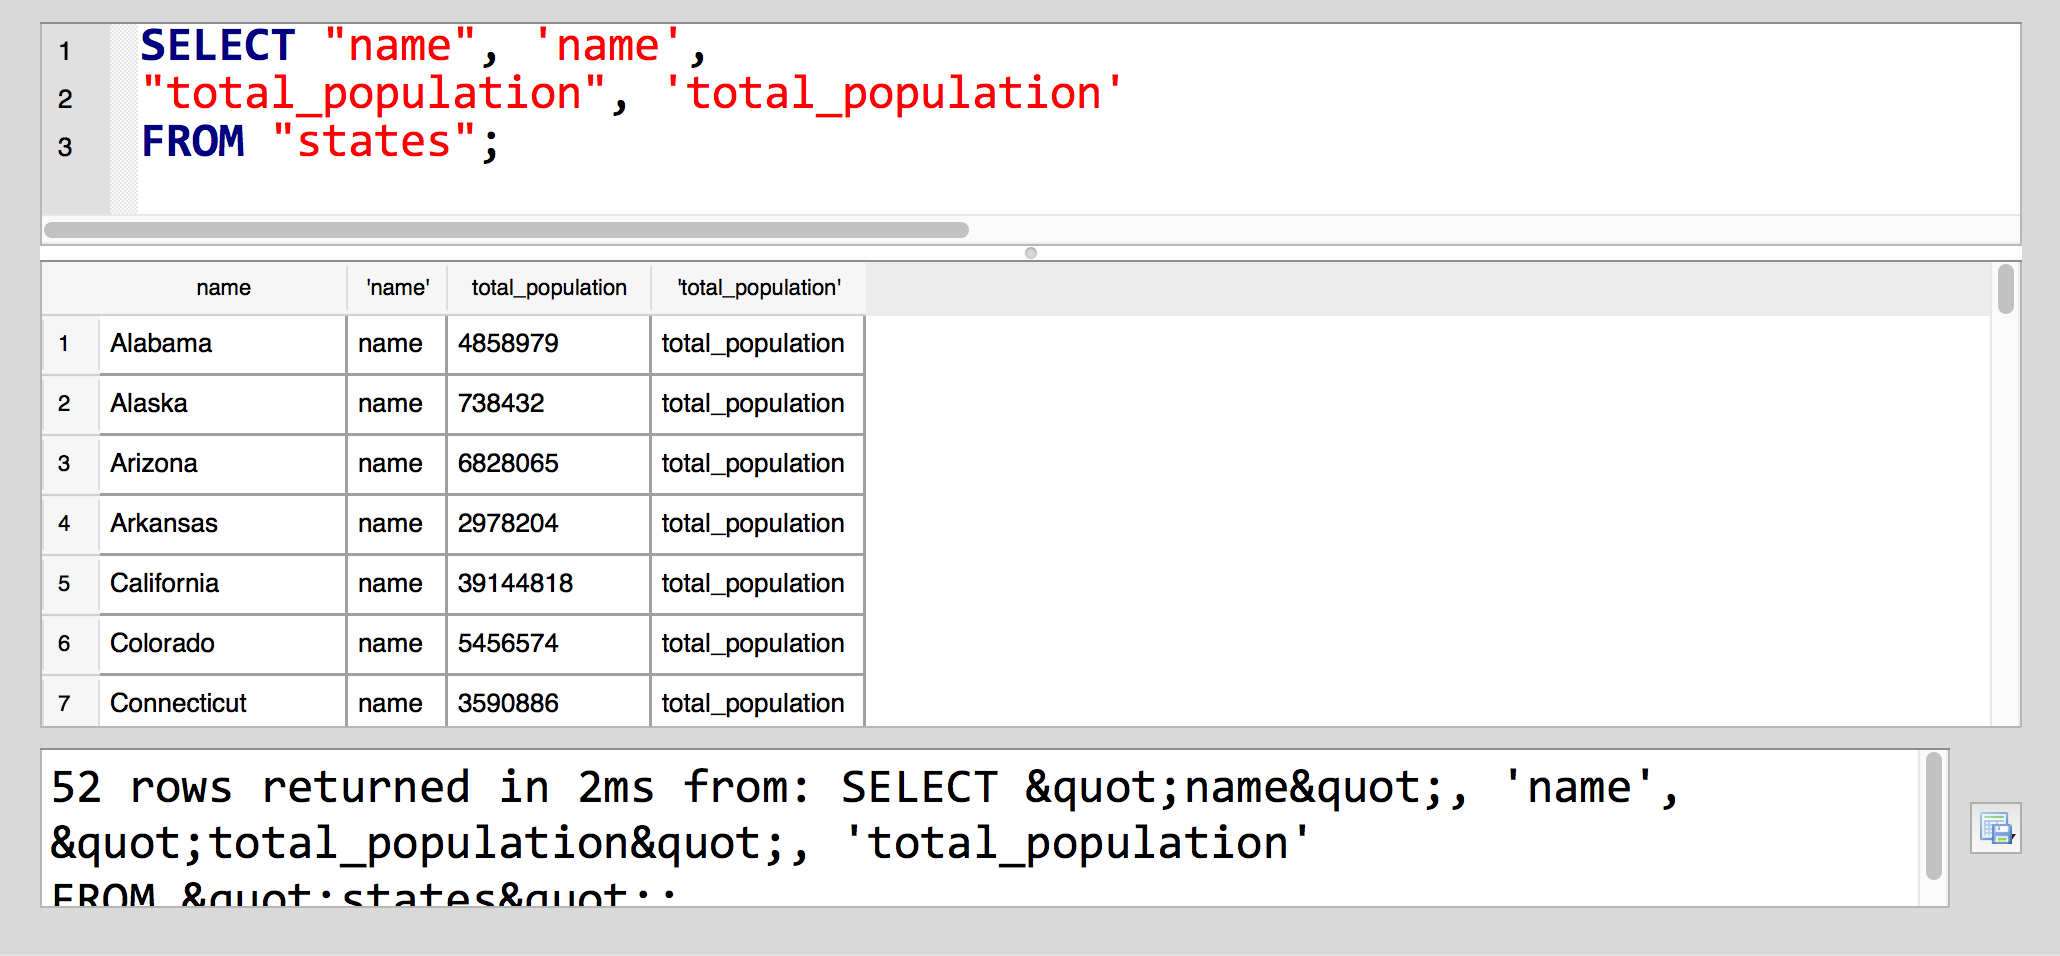 1 SELECT "name", 'name',
2 "total_population", 'total_population'
3 FROM "states";
name 'name' total_population 'total_population'
1 Alabama name 4858979 total_population
2 Alaska name 738432 total_population
3 Arizona name 6828065 total_population
4 Arkansas name 2978204 total_population
5 California name 39144818 total_population
6 Colorado name 5456574 total_population
7 Connecticut name 3590886 total_population
52 rows returned in 2ms from: SELECT &quot;name&quot;, 'name',
&quot;total_population&quot;, 'total_population'
FROM &quot;states&quot;;